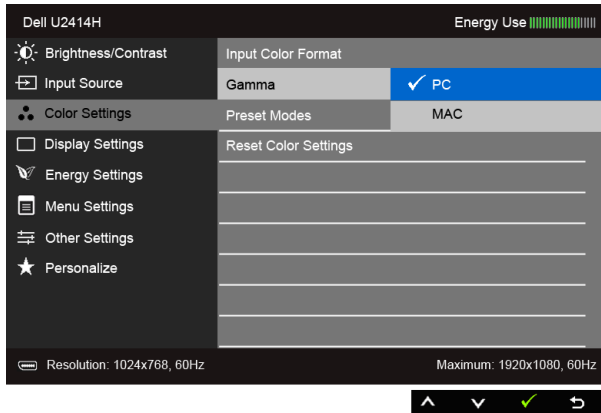 Dell U2414H
Energy Use
Brightness/Contrast
Input Source
Color Settings
Display Settings
Energy Settings
Menu Settings
Other Settings
Personalize
Input Color Format
Gamma
Preset Modes
Reset Color Settings
PC
MAC
Resolution: 1024x768, 60Hz
Maximum: 1920x1080, 60Hz